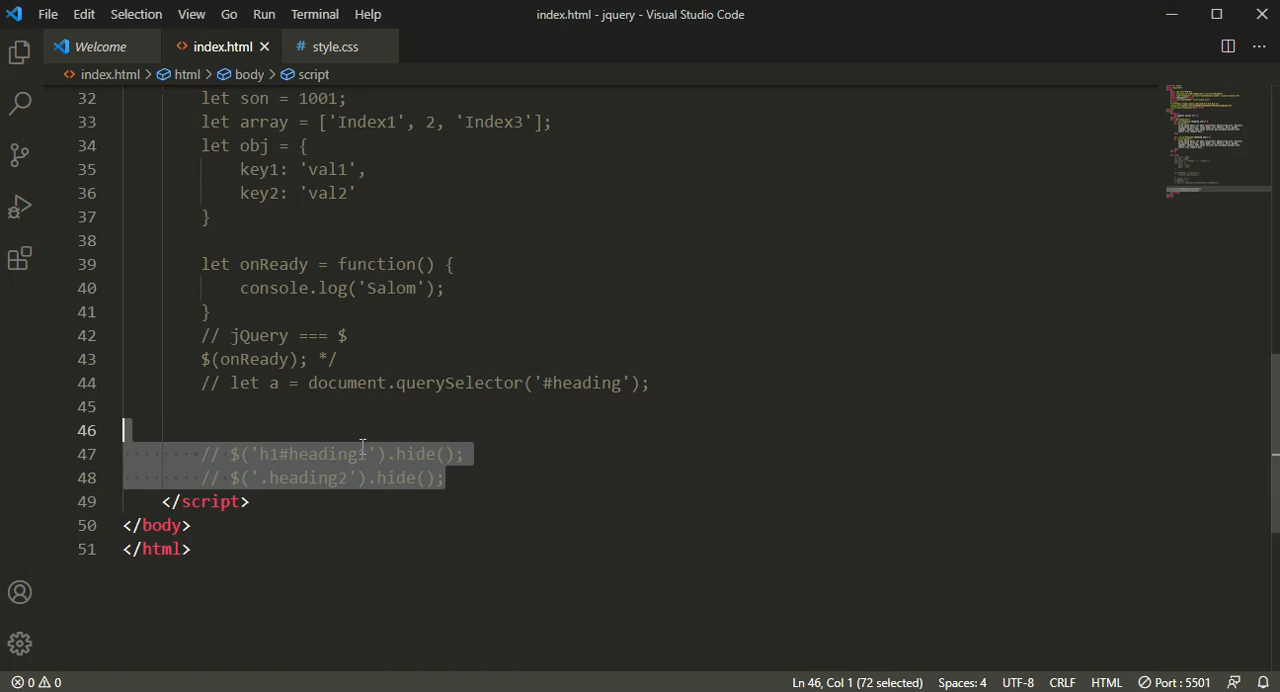 File Edit Selection View Go Run Terminal Help index.html - jquery - Visual Studio Code
Welcome index.html # style.css
index.html > html > body > script
32 let son = 1001;
33 let array = ['Index1', 2, 'Index3'];
34 let obj = {
35 key1: 'val1',
36 key2: 'val2'
37 }
38
39 let onReady = function() {
40 console.log('Salom');
41 }
42 // jQuery === $
43 $(onReady); */
44 // let a = document.querySelector('#heading');
45
46
47 // $('h1#heading1').hide();
48 // $('.heading2').hide();
49 </script>
50 </body>
51 </html>
0 0 Ln 46, Col 1 (72 selected) Spaces: 4 UTF-8 CRLF HTML Port : 5501